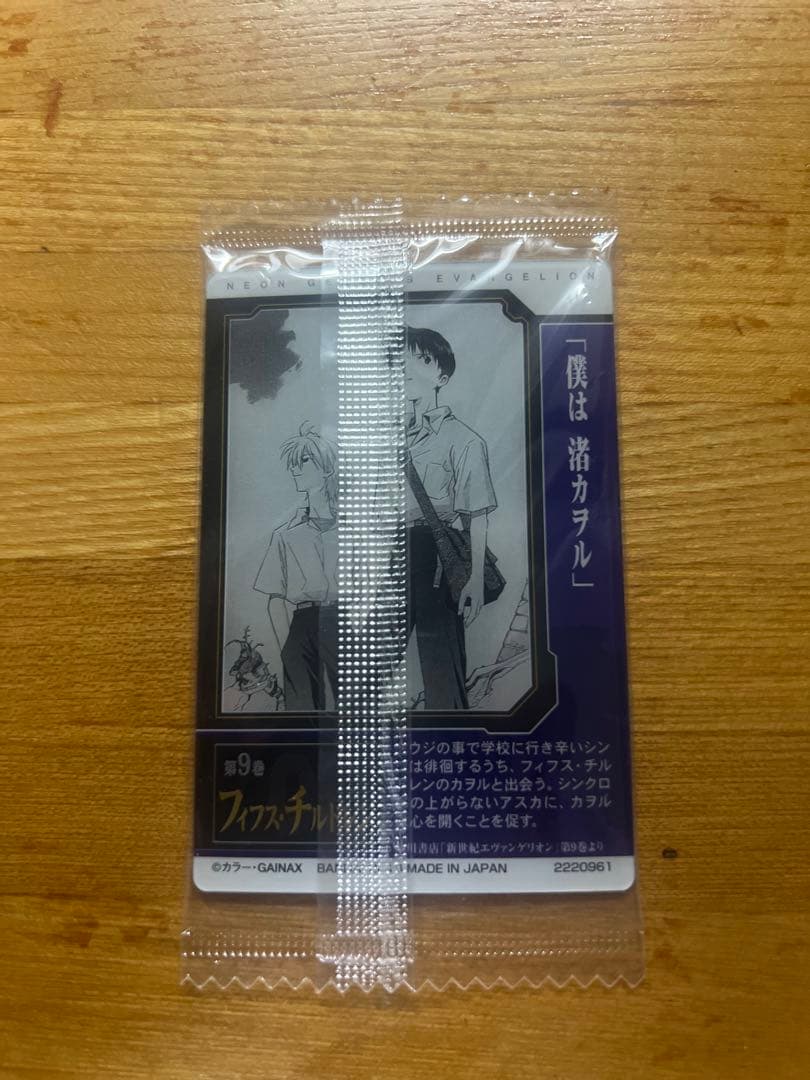 NEON GE S EVANGELION
「僕は 渚カヲル」
第9巻
フィフス・チルド
ウジの事で学校に行き辛いシン
は徘徊するうち、フィフス・チル
レンのカヲルと出会う。シンクロ
の上がらないアスカに、カヲル
心を開くことを促す。
書店「新世紀エヴァンゲリオン」第9巻より
©カラー・GAINAX BA MADE IN JAPAN 2220961